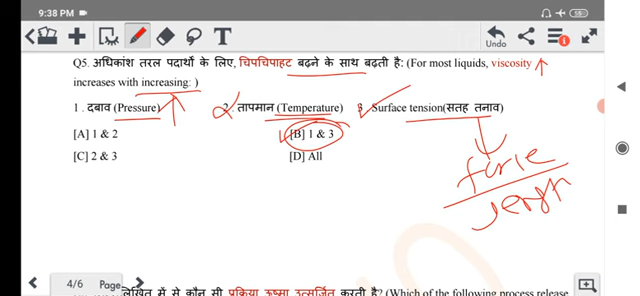 9:38 PM
58
Undo
Q5. अधिकांश तरल पदार्थों के लिए, चिपचिपाहट बढ़ने के साथ बढ़ती है: (For most liquids, viscosity
increases with increasing: )
1 . दबाव (Pressure) 2 . तापमान (Temperature) 3 . Surface tension(सतह तनाव)
[A] 1 & 2 [B] 1 & 3
[C] 2 & 3 [D] All
4/6
में से कौन सी प्रक्रिया ऊष्मा उत्सर्जित करती है? (Which of the following process release